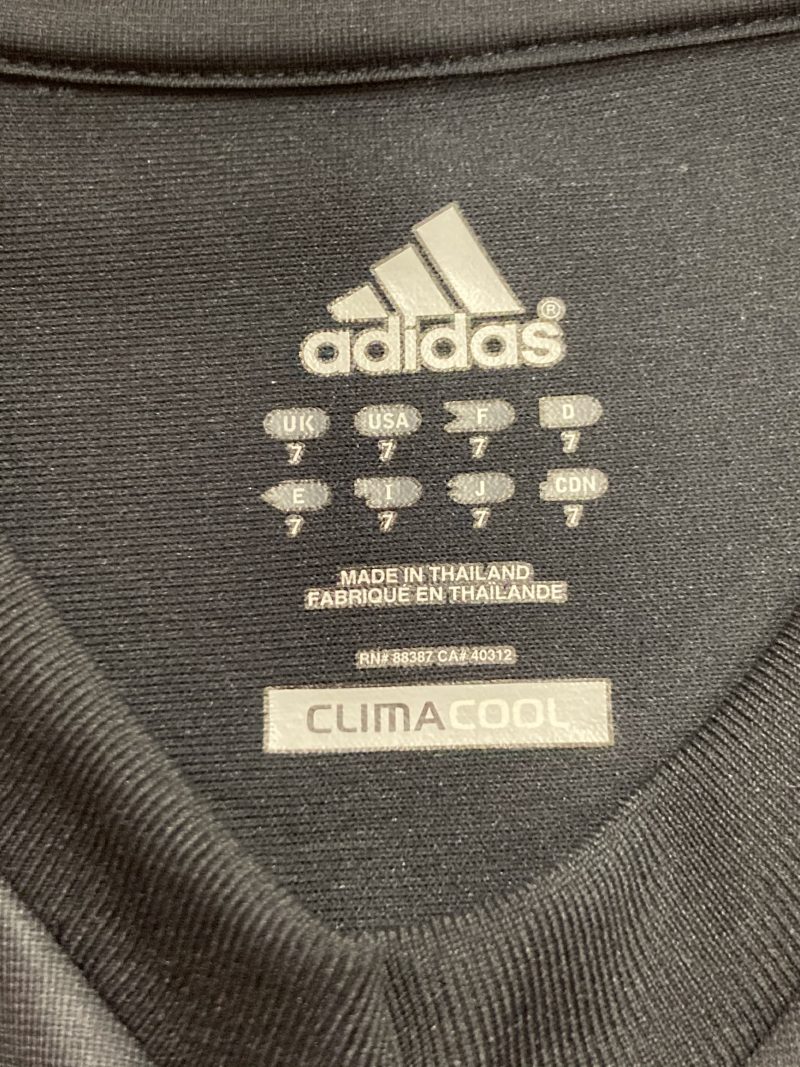 adidas®
UK USA F D
7 7 7 7
E I J CDN
7 7 7 7
MADE IN THAILAND
FABRIQUÉ EN THAÏLANDE
RN# 88387 CA# 40312
CLIMACOOL